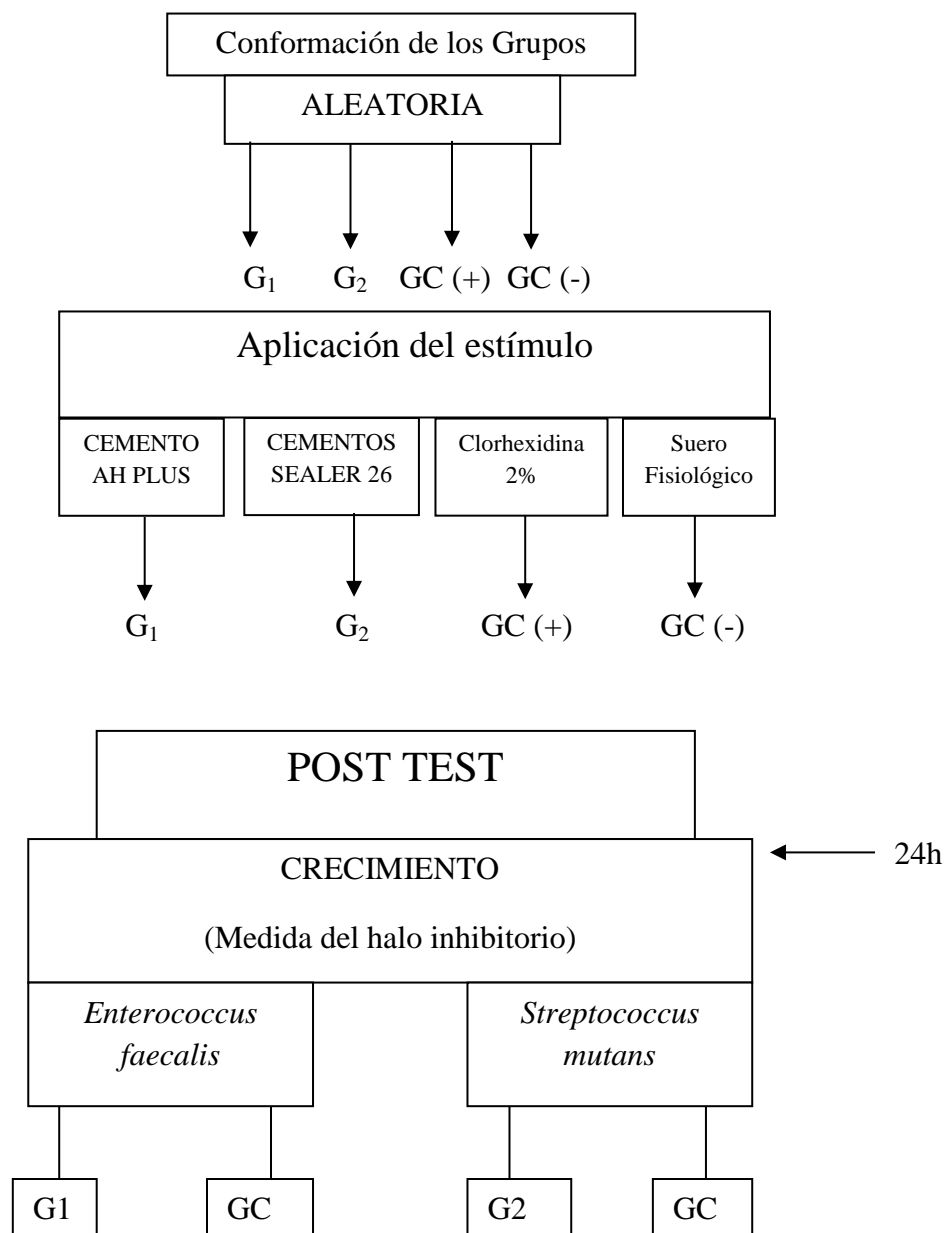 Conformación de los Grupos
ALEATORIA
G₁ G₂ GC (+) GC (-)
Aplicación del estímulo
CEMENTO
AH PLUS
CEMENTOS
SEALER 26
Clorhexidina
2%
Suero
Fisiológico
G₁ G₂ GC (+) GC (-)
POST TEST
24h
CRECIMIENTO
(Medida del halo inhibitorio)
Enterococcus
faecalis
Streptococcus
mutans
G1 GC G2 GC